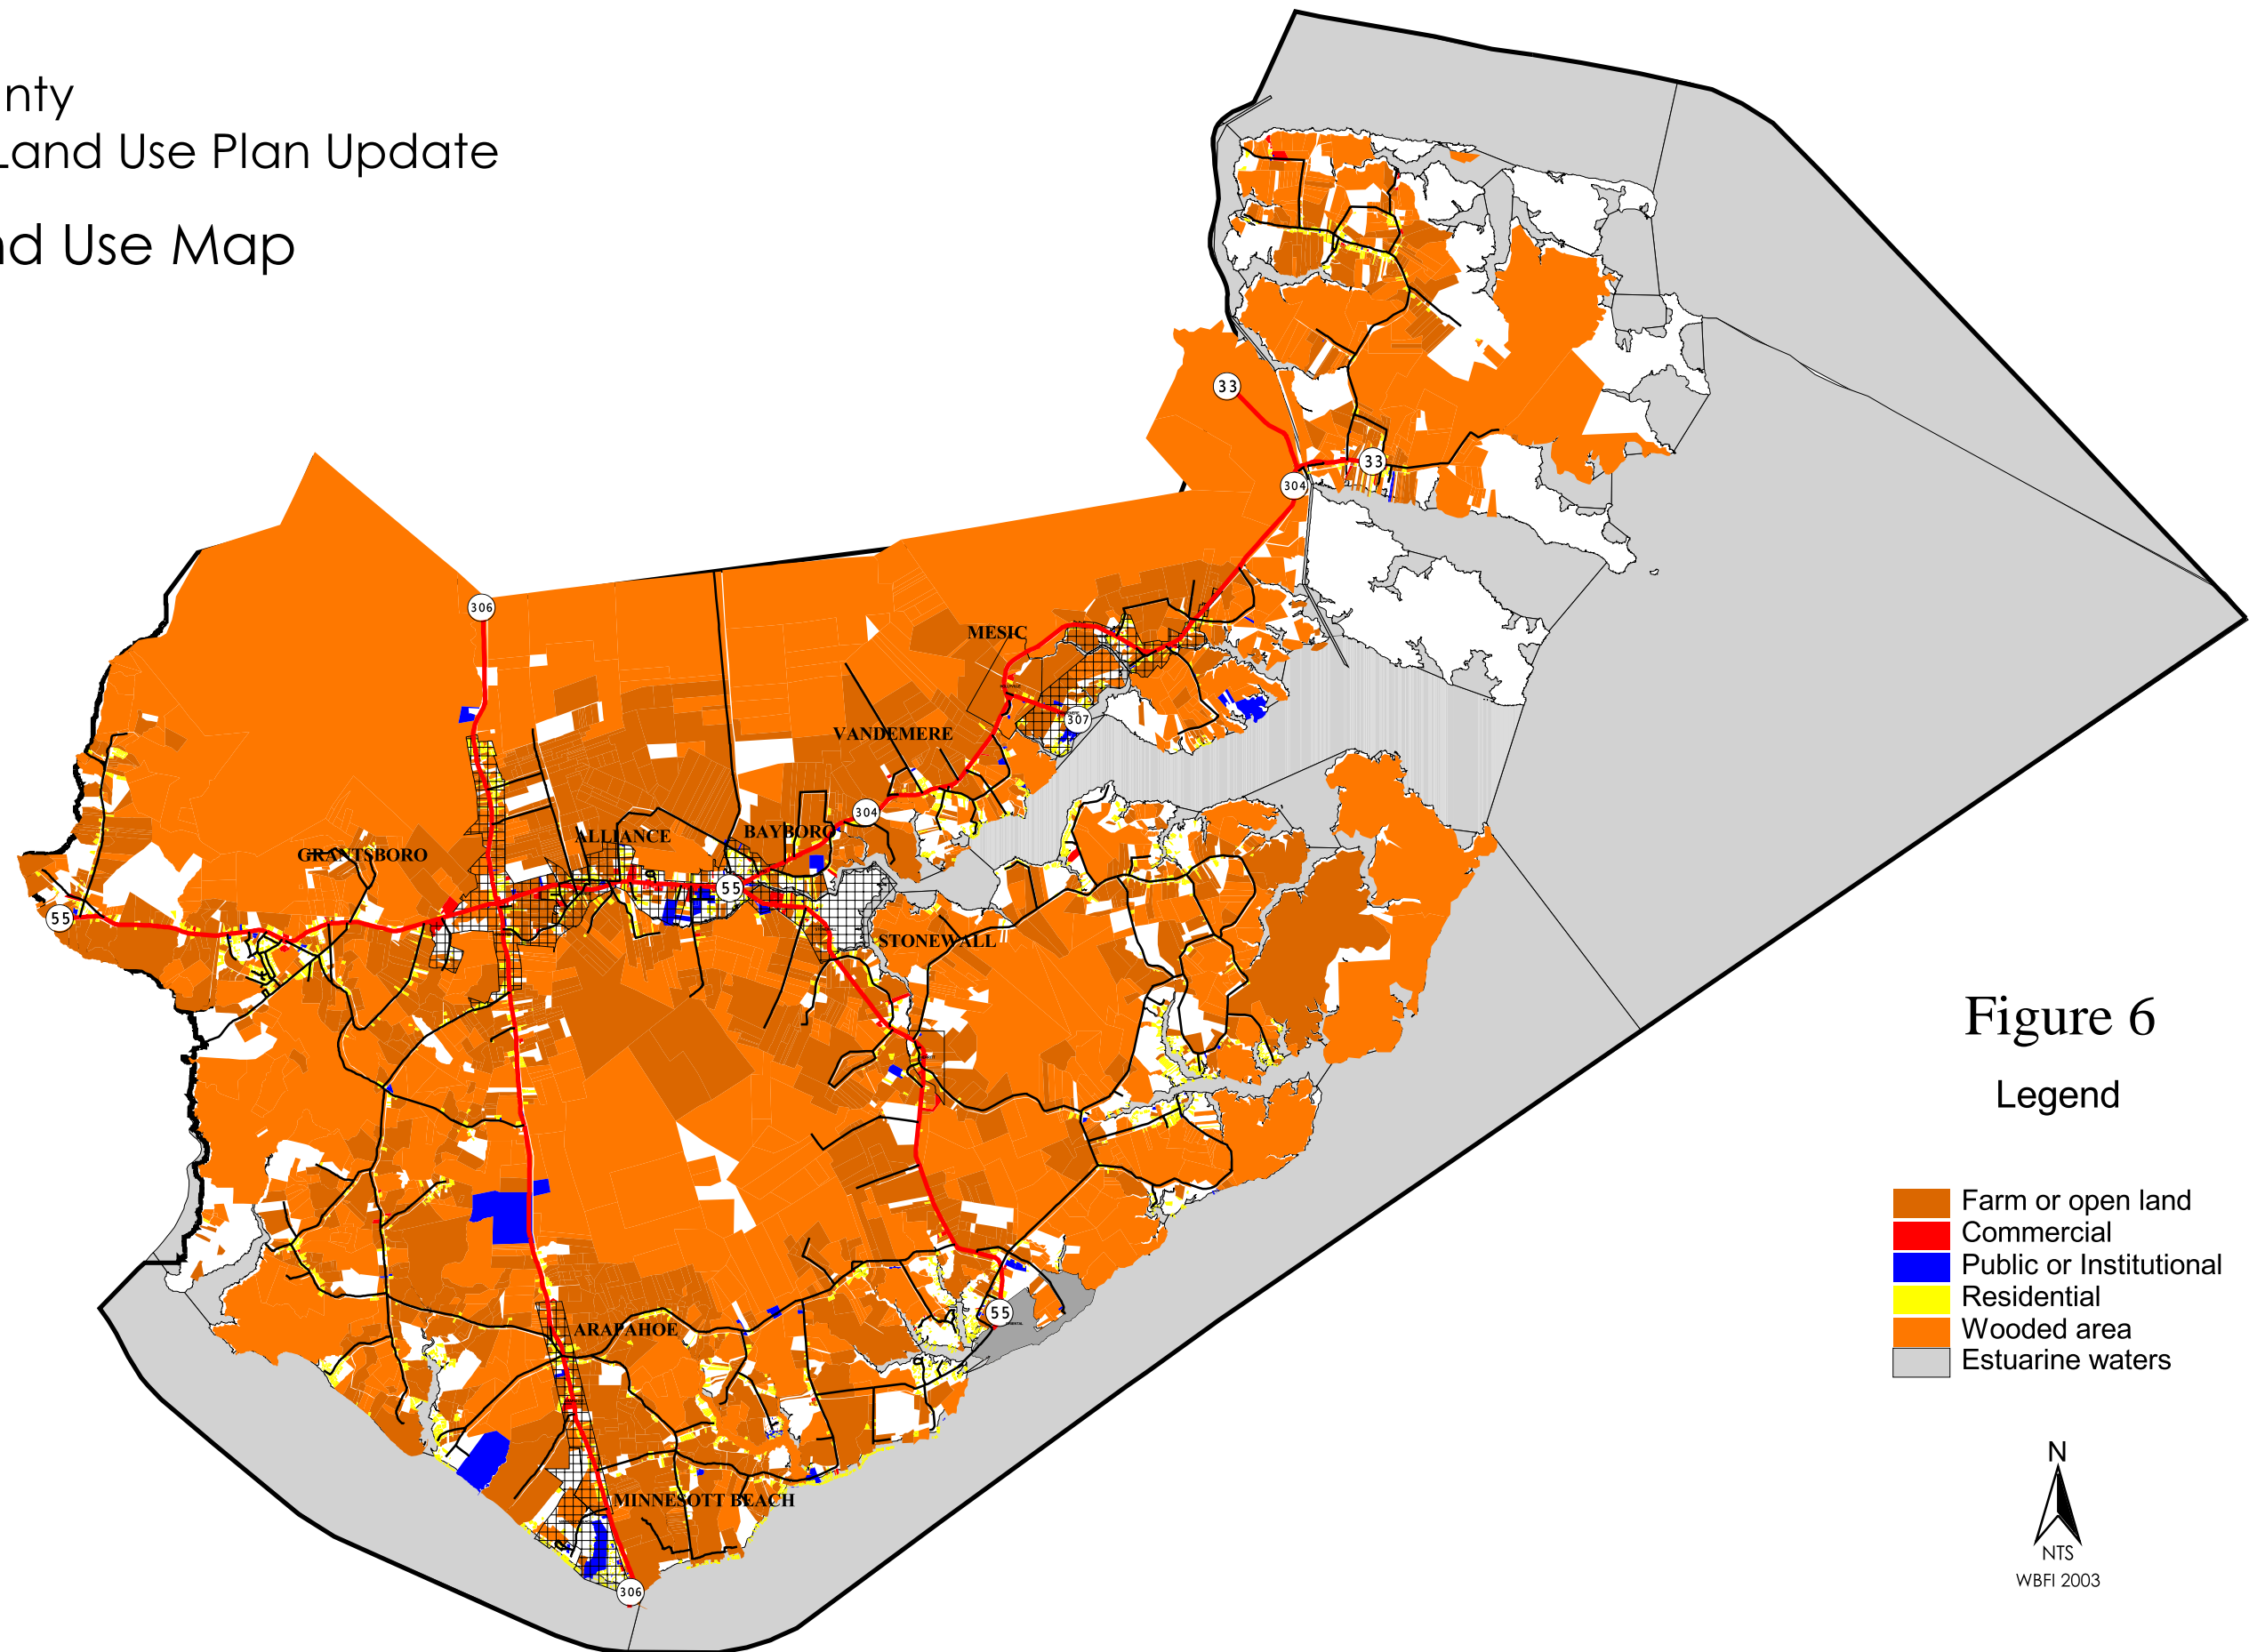 nty
Land Use Plan Update
nd Use Map
33
33
304
306
MESIC
307
VANDEMERE
304
BAYBORO
ALLIANCE
GRANTSBORO
55
55
STONEWALL
55
ARAPAHOE
MINNESOTT BEACH
306
Figure 6
Legend
Farm or open land
Commercial
Public or Institutional
Residential
Wooded area
Estuarine waters
N
NTS
WBFI 2003